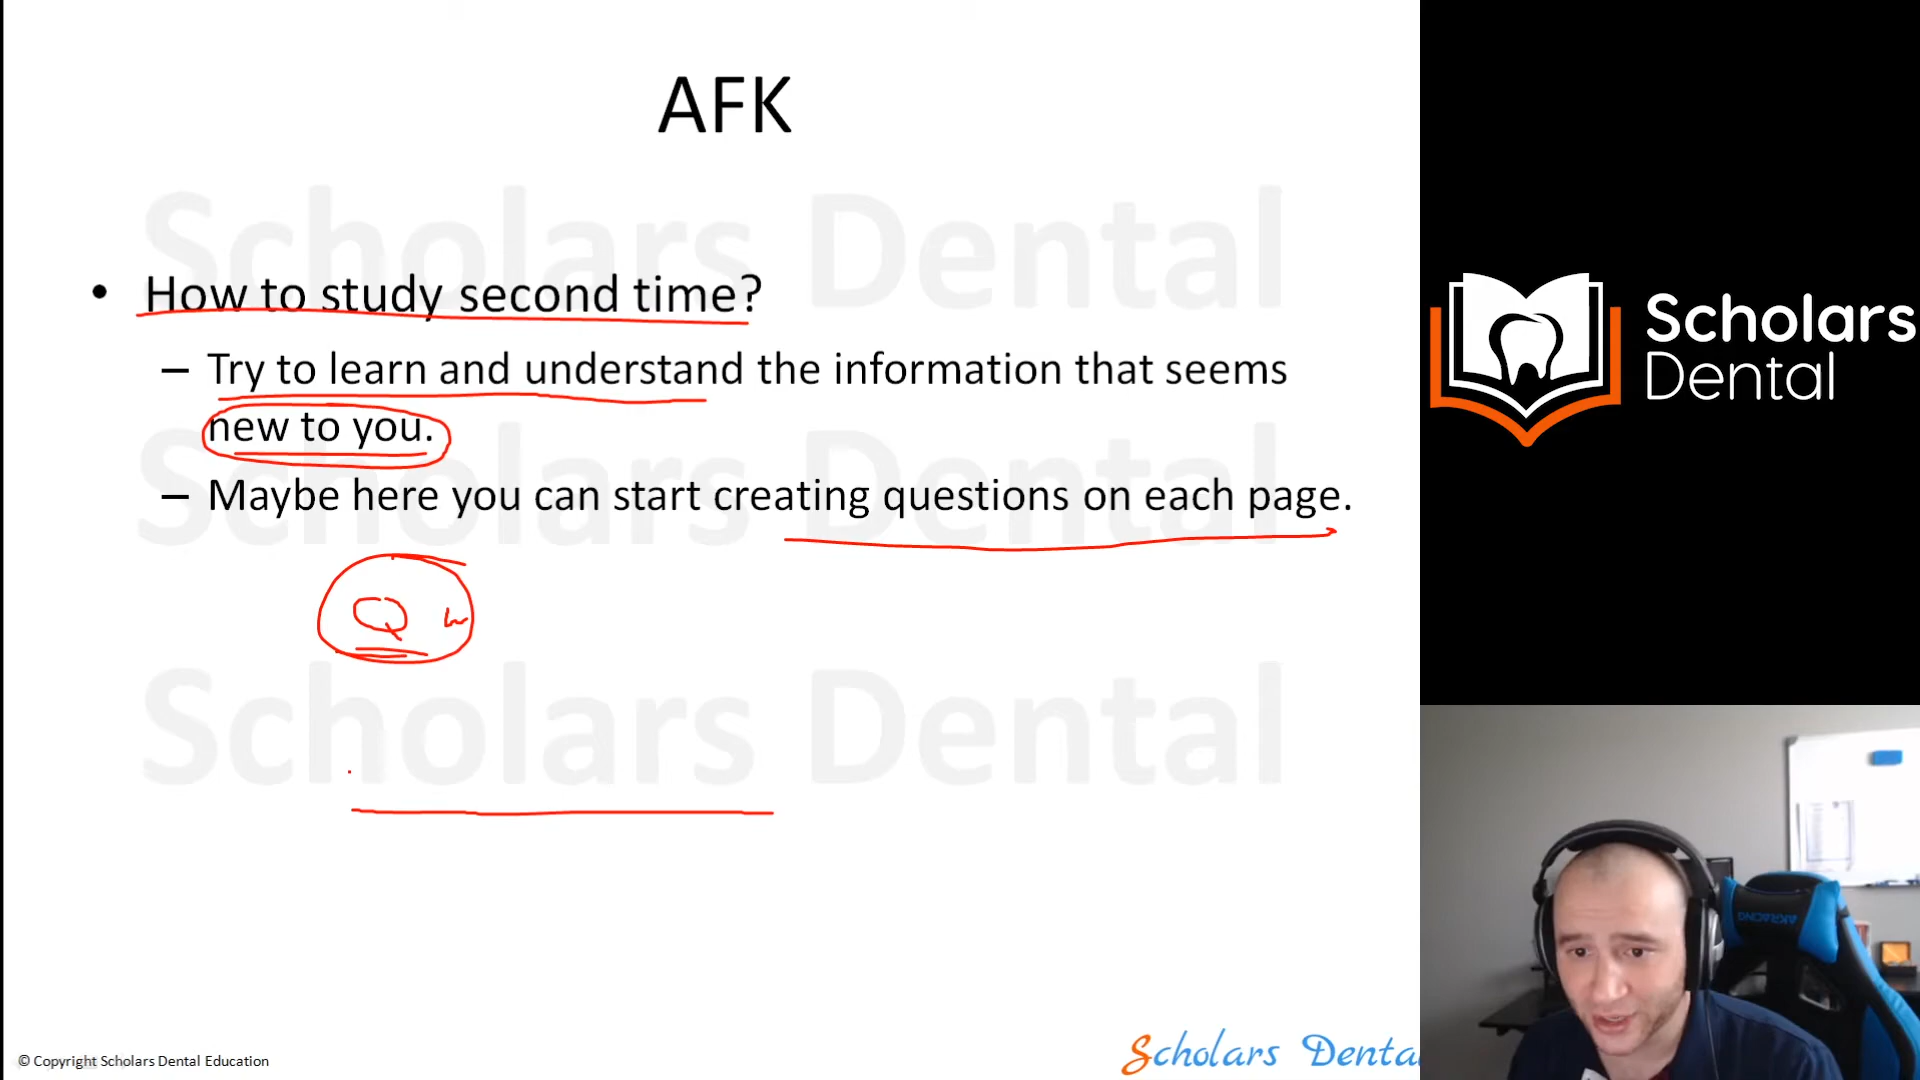 AFK
Scholars Dental
• How to study second time?
– Try to learn and understand the information that seems
new to you.
Scholars Dental
– Maybe here you can start creating questions on each page.
Q
Scholars Dental
© Copyright Scholars Dental Education
Scholars Denta
Scholars
Dental
AKRACING